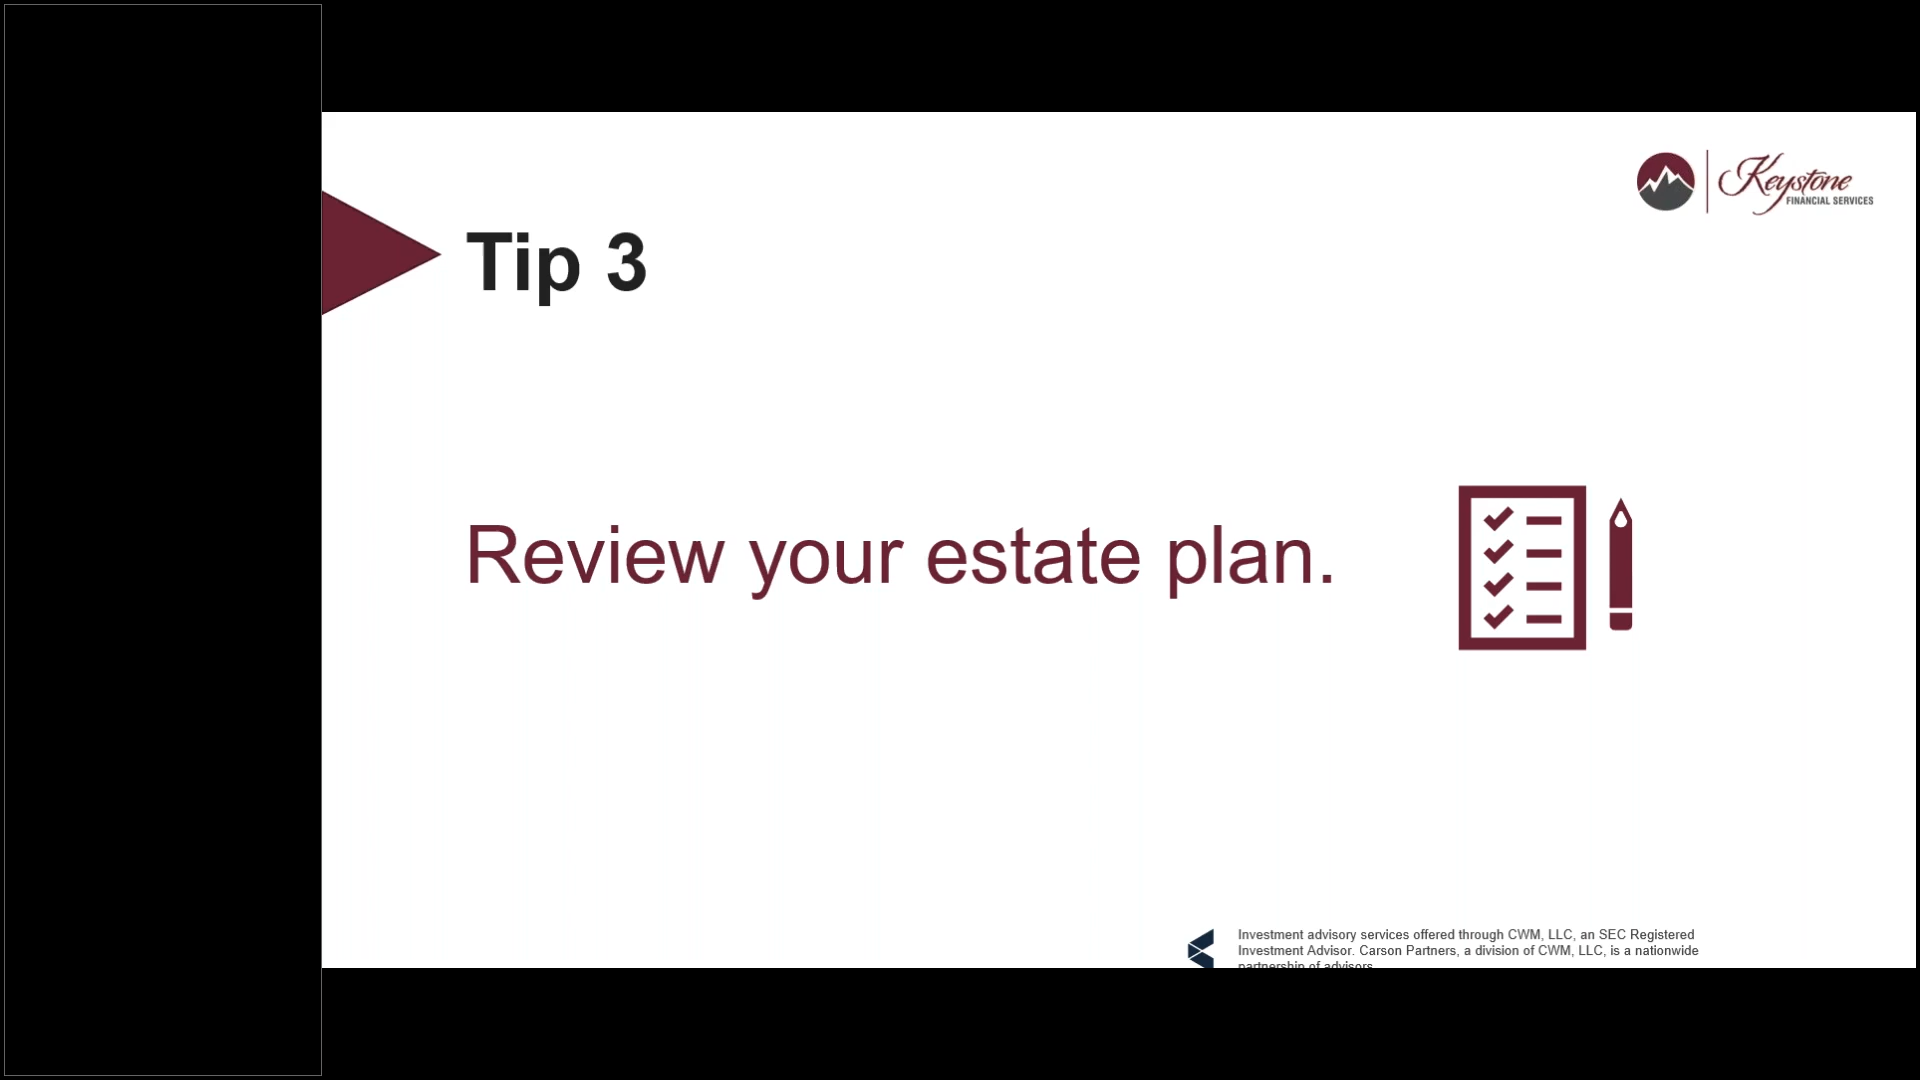 Keystone
FINANCIAL SERVICES
Tip 3
Review your estate plan.
Investment advisory services offered through CWM, LLC, an SEC Registered
Investment Advisor. Carson Partners, a division of CWM, LLC, is a nationwide
partnership of advisors.